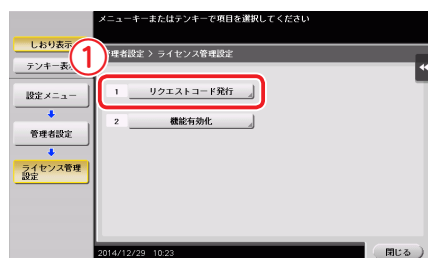 メニューキーまたはテンキーで項目を選択してください
しおり表示
テンキー表
管理者設定 > ライセンス管理設定
1
1 リクエストコード発行
2 機能有効化
設定メニュー
管理者設定
ライセンス管理
設定
2014/12/29 10:23
閉じる